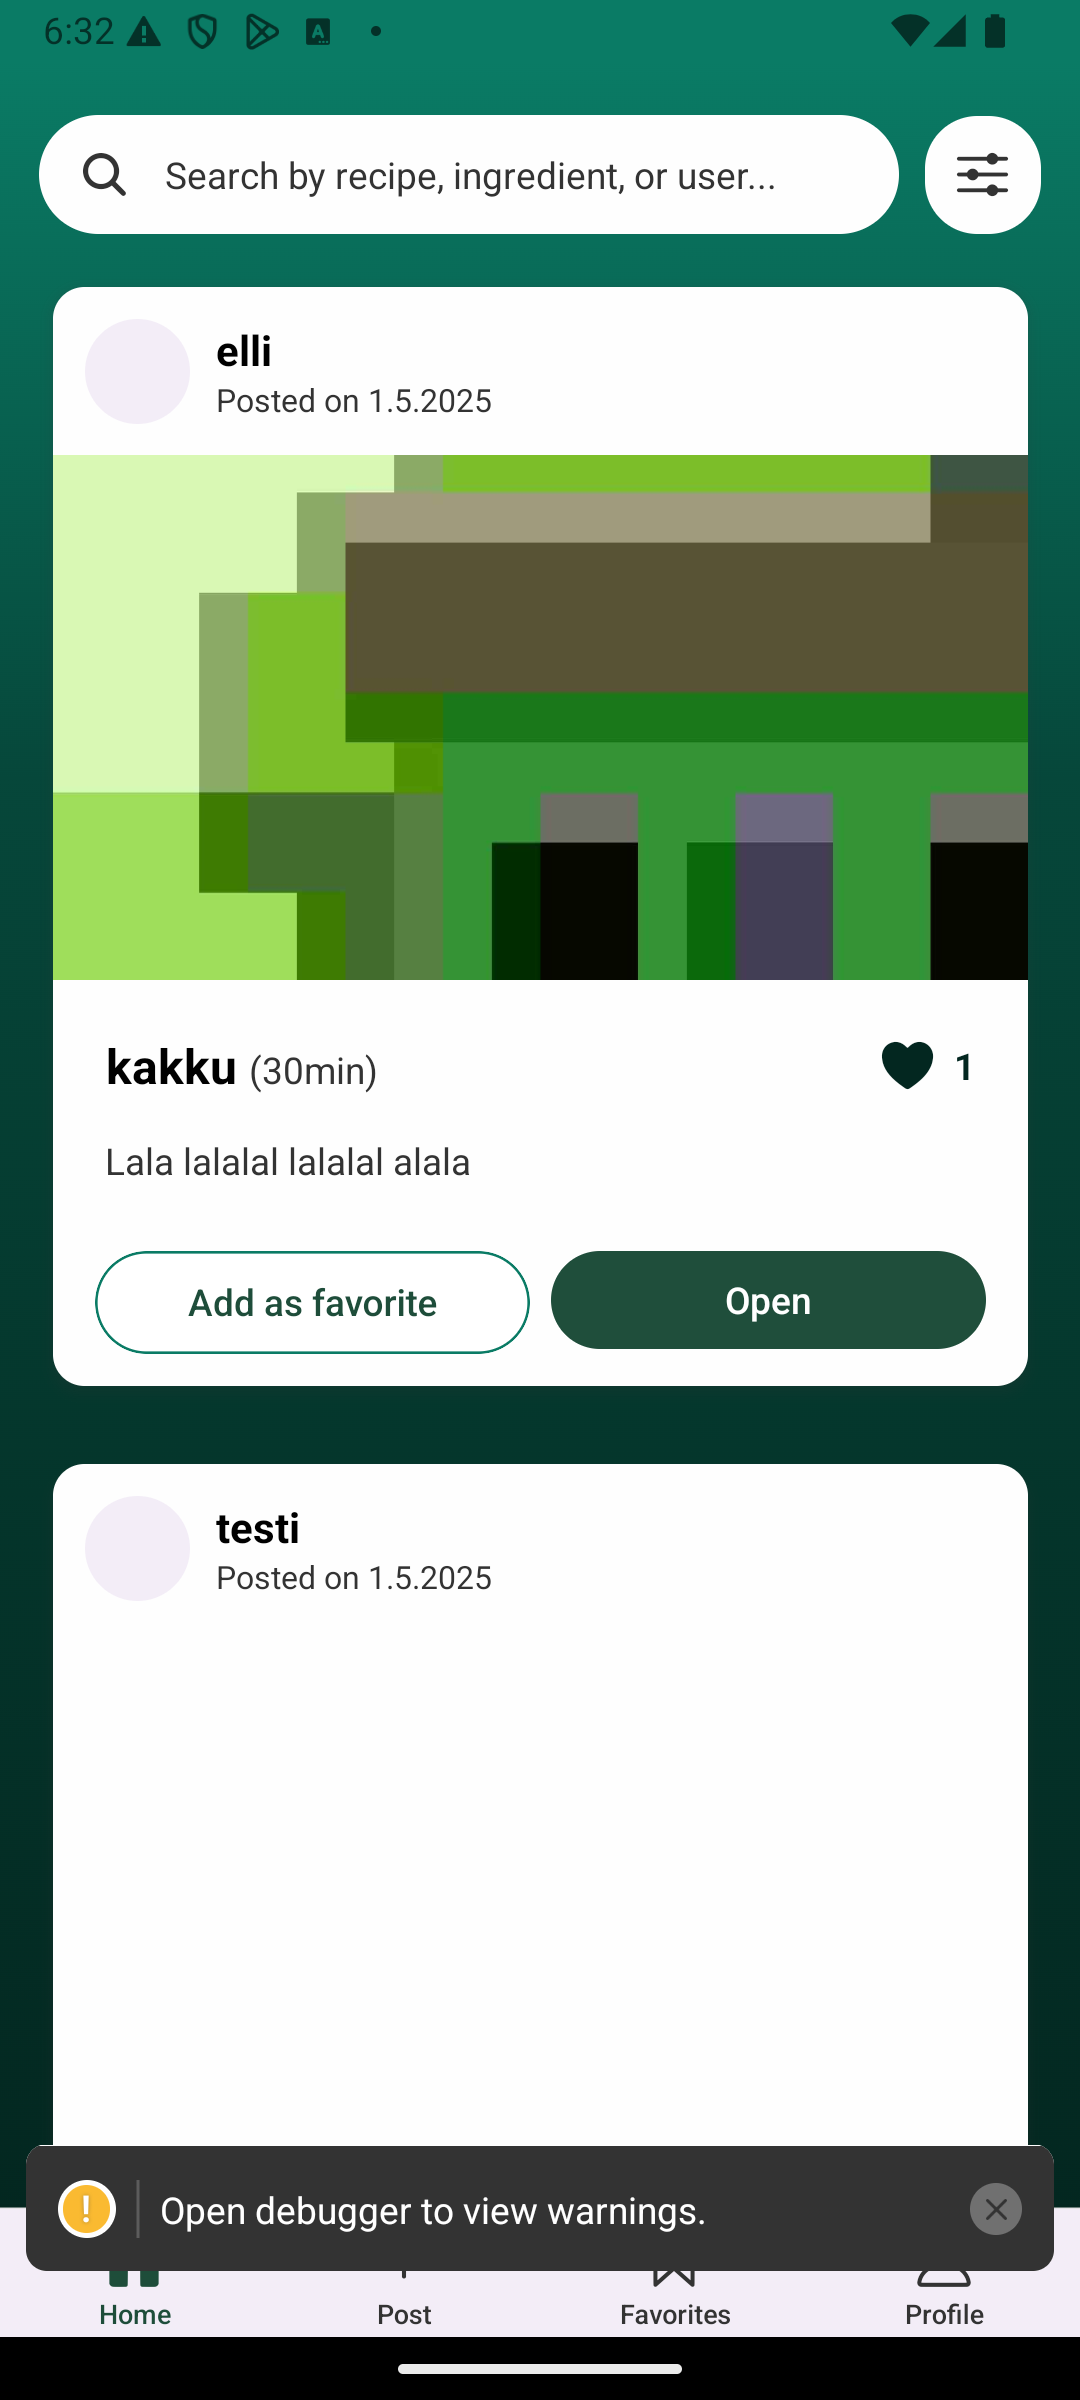 6:32
Search by recipe, ingredient, or user...
elli
Posted on 1.5.2025
kakku (30min)
1
Lala lalalal lalalal alala
Add as favorite
Open
testi
Posted on 1.5.2025
Open debugger to view warnings.
Home
Post
Favorites
Profile